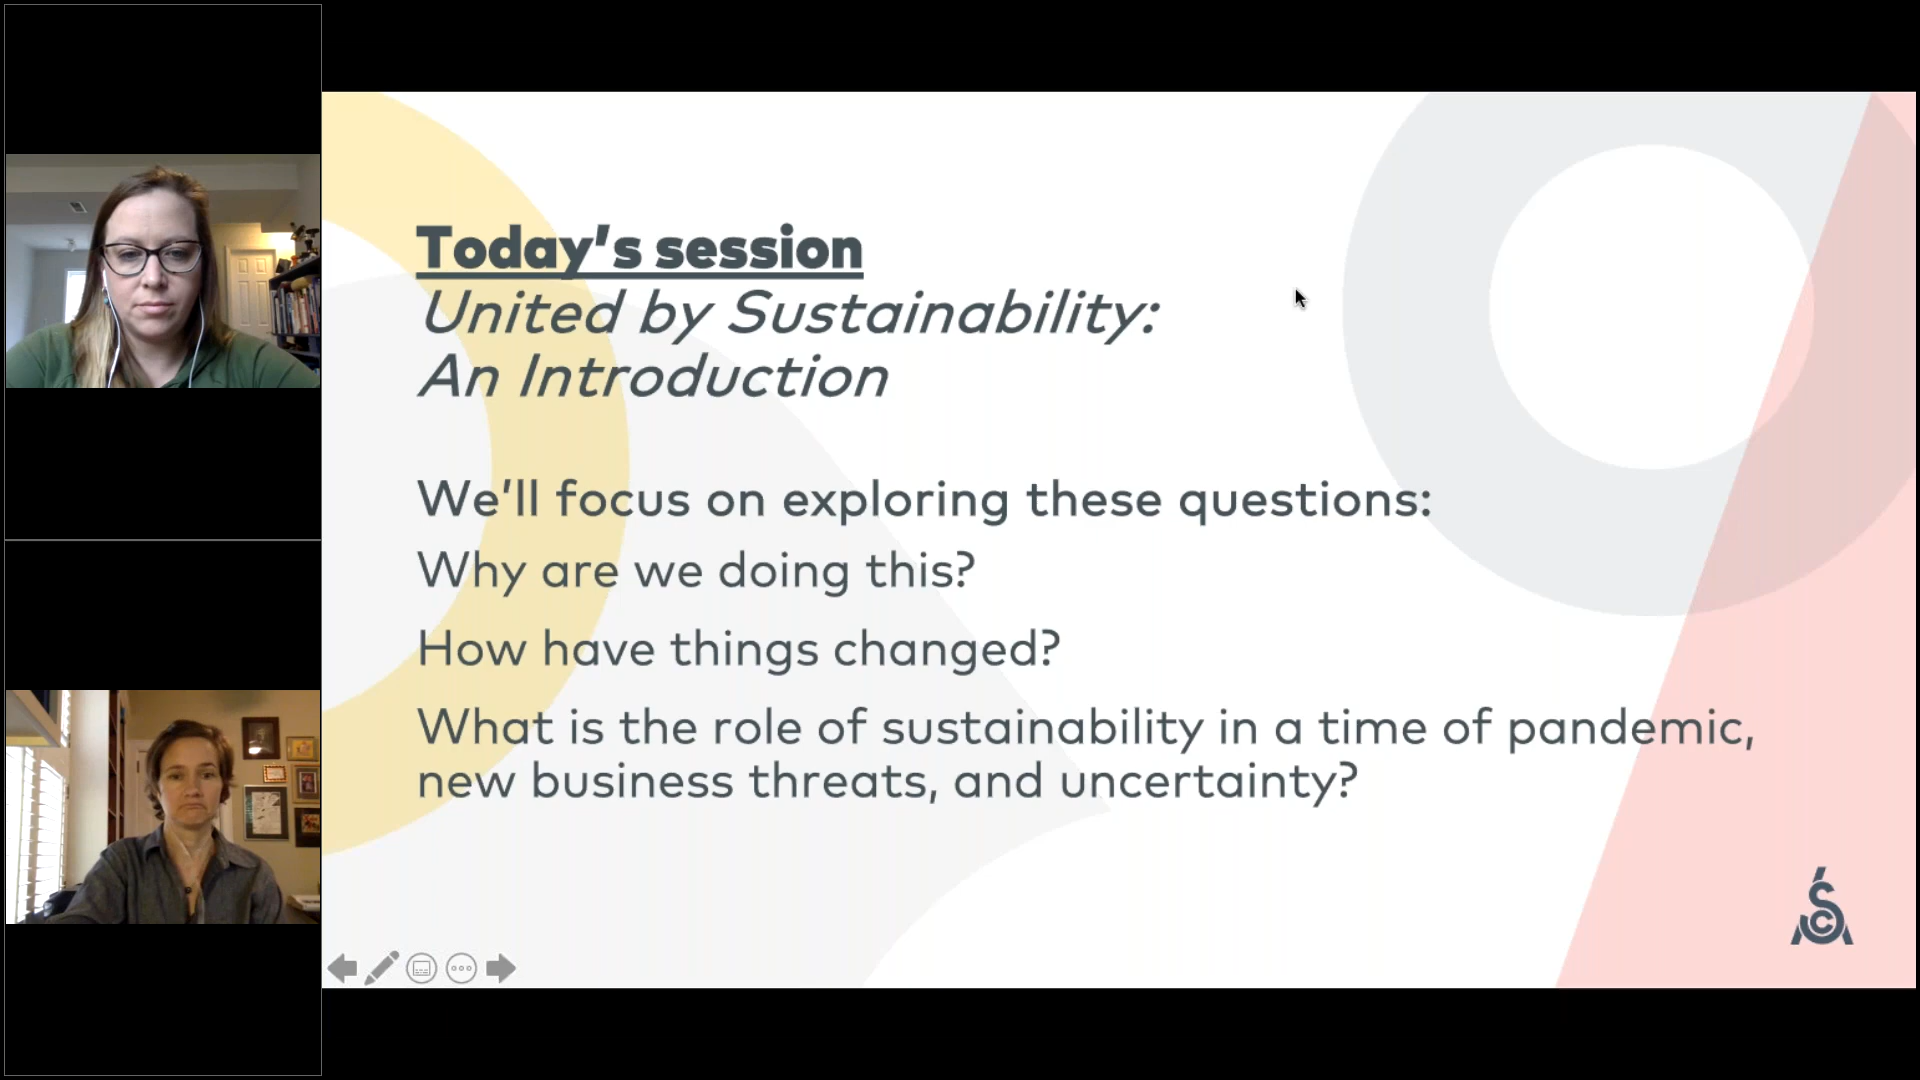 Today's session
United by Sustainability:
An Introduction
We'll focus on exploring these questions:
Why are we doing this?
How have things changed?
What is the role of sustainability in a time of pandemic,
new business threats, and uncertainty?